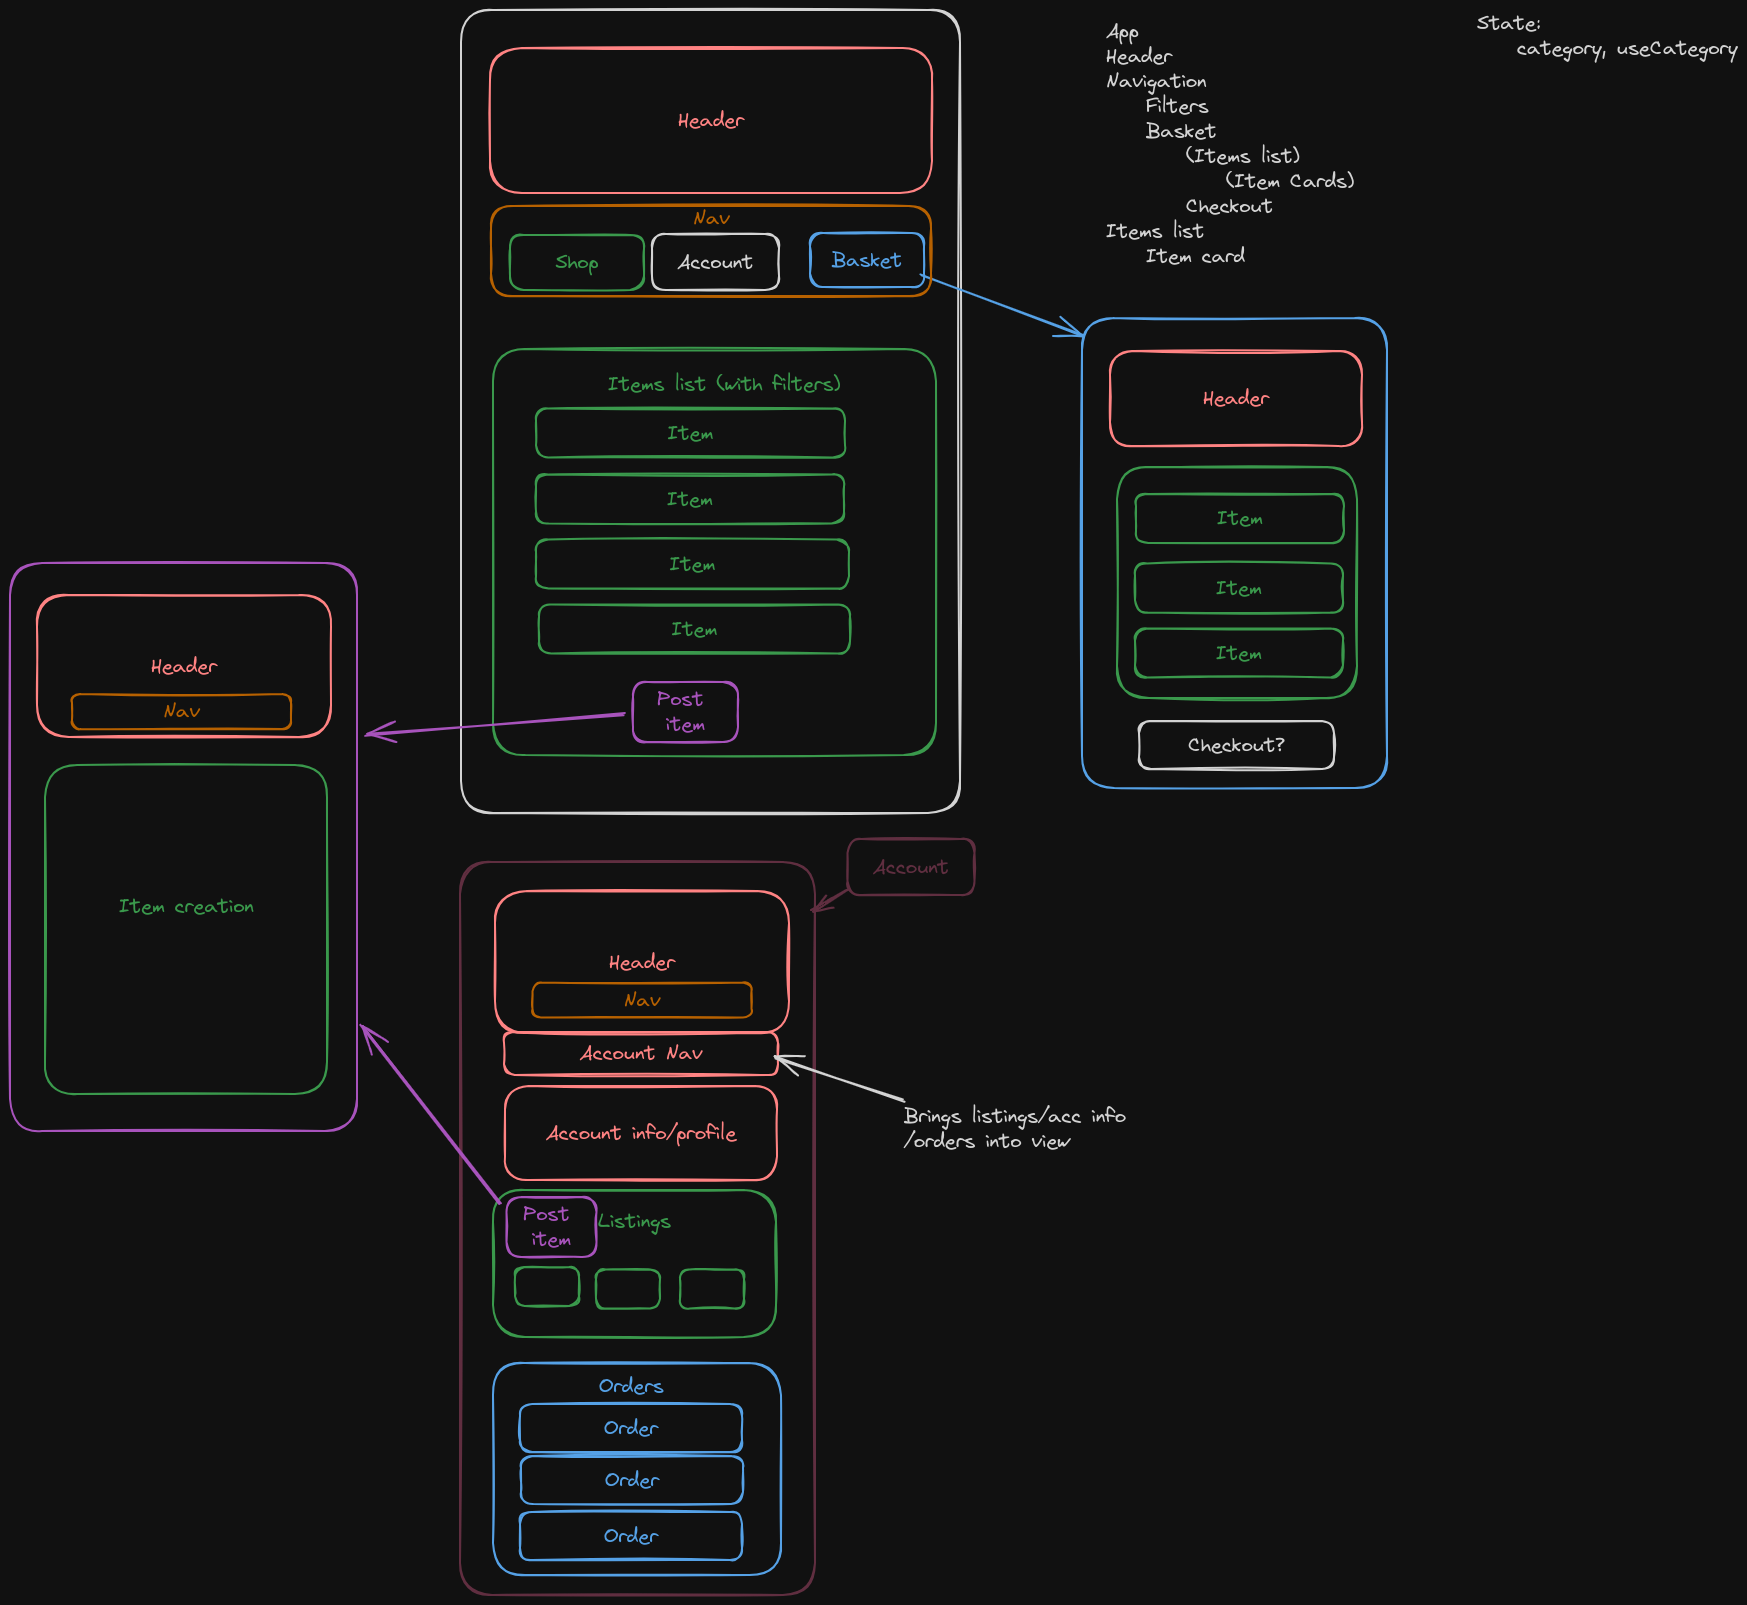 Header
Nav
Shop
Account
Basket
Items list (with filters)
Item
Item
Item
Item
Post
item
App
Header
Navigation
Filters
Basket
(Items list)
(Item Cards)
Checkout
Items list
Item card
State:
category, useCategory
Header
Item
Item
Item
Checkout?
Header
Nav
Item creation
Account
Header
Nav
Account Nav
Account info/profile
Brings listings/acc info
/orders into view
Post
item
Listings
Orders
Order
Order
Order